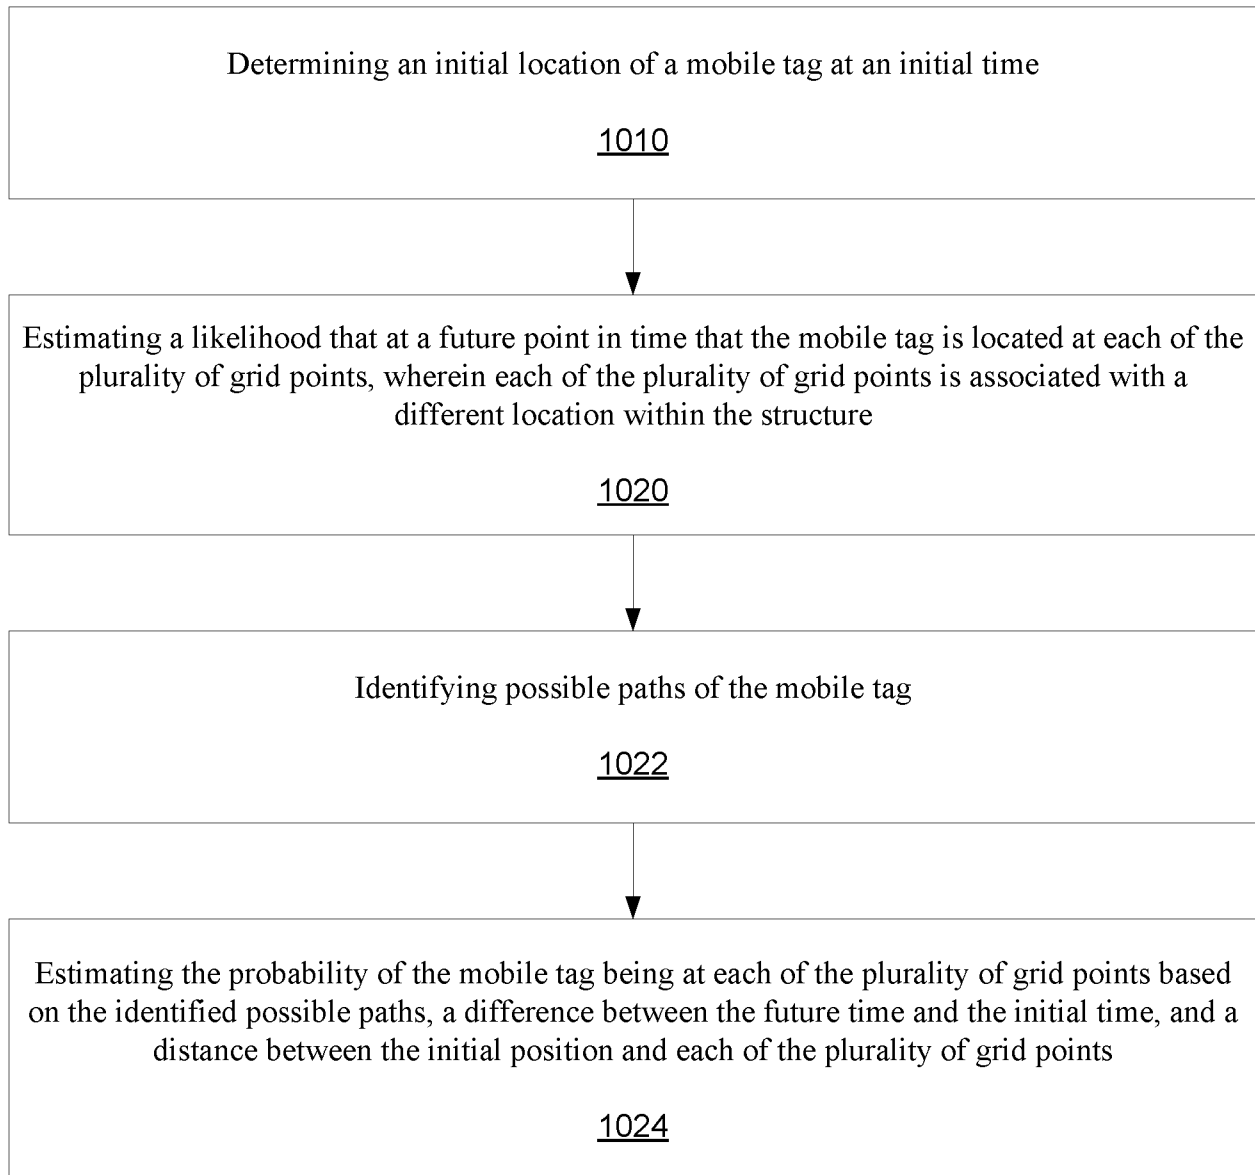 Determining an initial location of a mobile tag at an initial time
1010
Estimating a likelihood that at a future point in time that the mobile tag is located at each of the
plurality of grid points, wherein each of the plurality of grid points is associated with a
different location within the structure
1020
Identifying possible paths of the mobile tag
1022
Estimating the probability of the mobile tag being at each of the plurality of grid points based
on the identified possible paths, a difference between the future time and the initial time, and a
distance between the initial position and each of the plurality of grid points
1024